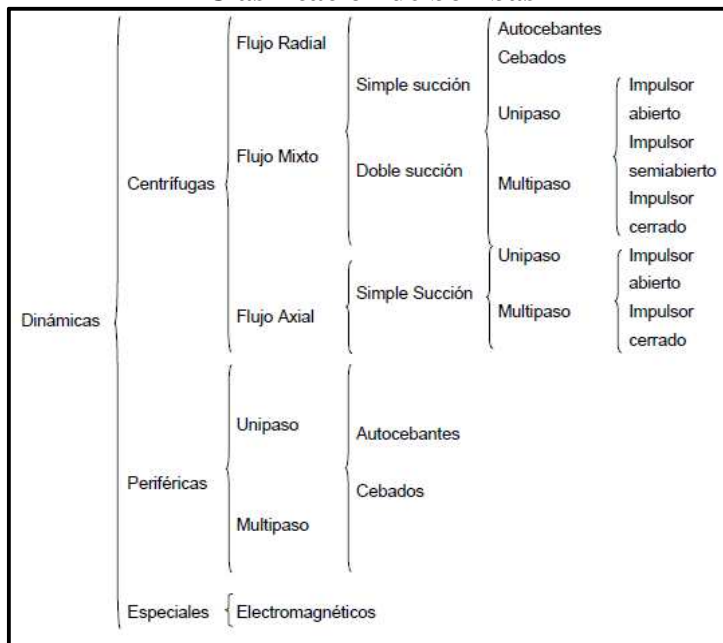 Dinámicas
Centrífugas
Flujo Radial
Flujo Mixto
Simple succión
Doble succión
Autocebantes
Cebados
Unipaso
Multipaso
Impulsor
abierto
Impulsor
semiabierto
Impulsor
cerrado
Flujo Axial
Simple Succión
Unipaso
Multipaso
Impulsor
abierto
Impulsor
cerrado
Periféricas
Unipaso
Multipaso
Autocebantes
Cebados
Especiales
Electromagnéticos